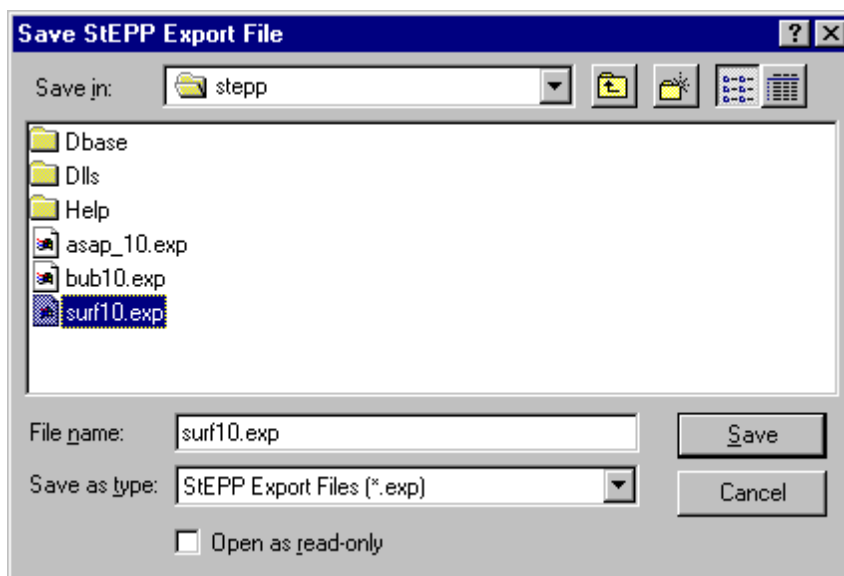 Save StEPP Export File
Save in: stepp
Dbase
Dlls
Help
asap_10.exp
bub10.exp
surf10.exp
File name: surf10.exp Save
Save as type: StEPP Export Files (*.exp) Cancel
Open as read-only